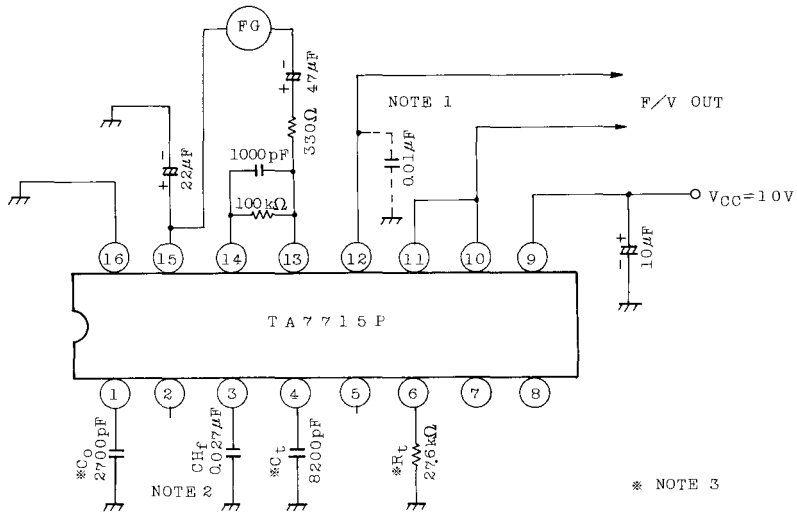 FG
47µF
330Ω
1000pF
100kΩ
22µF
NOTE 1
0.01µF
F/V OUT
VCC=10V
10µF
16
15
14
13
12
11
10
9
TA7715P
1
2
3
4
5
6
7
8
※Co
2700pF
NOTE 2
CHf
0.027µF
※Ct
8200pF
※Rt
27.6kΩ
※ NOTE 3
+
-
+
-
+
-